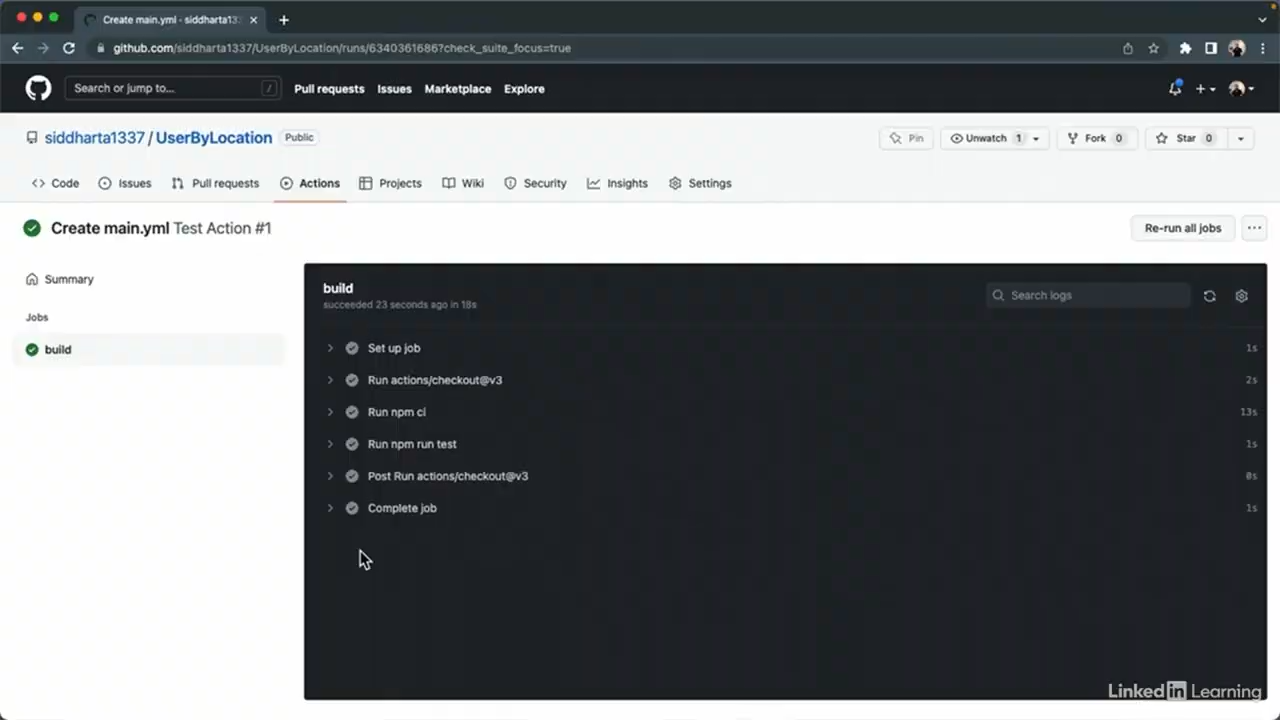 Create main.yml - siddharta133
github.com/siddharta1337/UserByLocation/runs/6340361686?check_suite_focus=true
Search or jump to... /
Pull requests Issues Marketplace Explore
siddharta1337 / UserByLocation Public
Pin Unwatch 1 Fork 0 Star 0
Code Issues Pull requests Actions Projects Wiki Security Insights Settings
Create main.yml Test Action #1
Re-run all jobs
Summary
Jobs
build
build
succeeded 23 seconds ago in 18s
Search logs
Set up job 1s
Run actions/checkout@v3 2s
Run npm ci 13s
Run npm run test 1s
Post Run actions/checkout@v3 0s
Complete job 1s
LinkedIn Learning